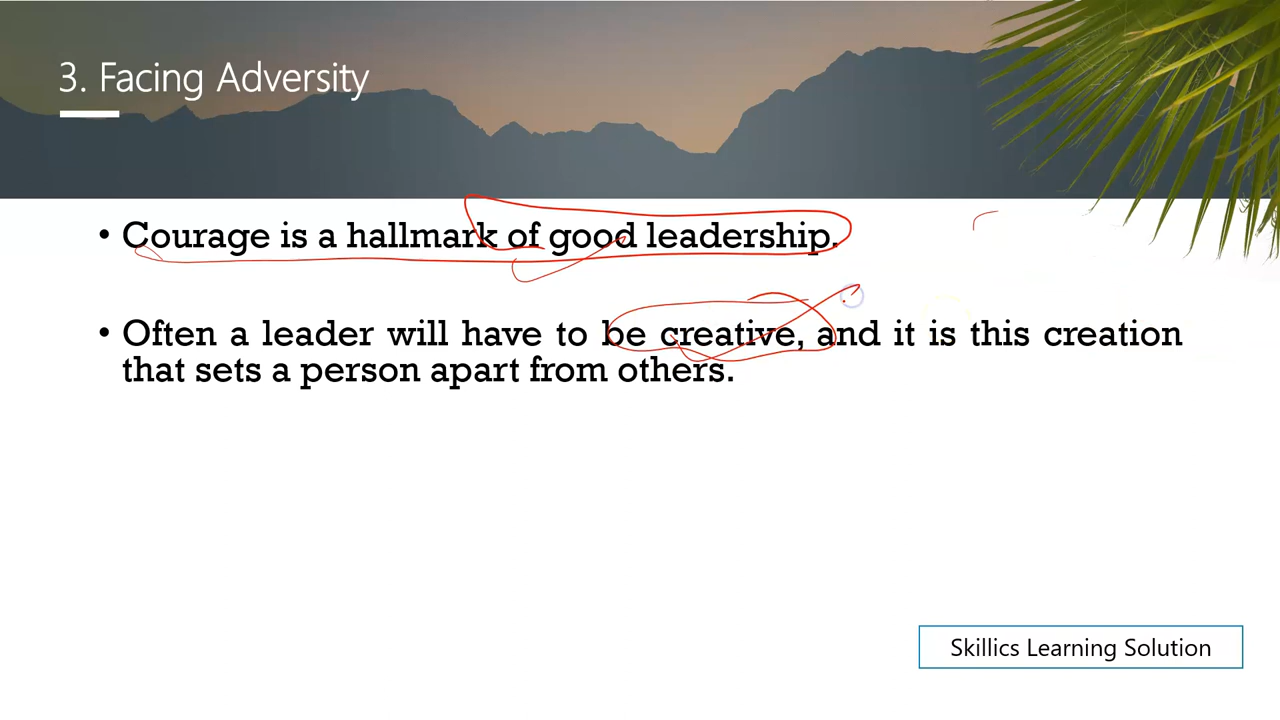 3. Facing Adversity
• Courage is a hallmark of good leadership.
• Often a leader will have to be creative, and it is this creation
that sets a person apart from others.
Skillics Learning Solution